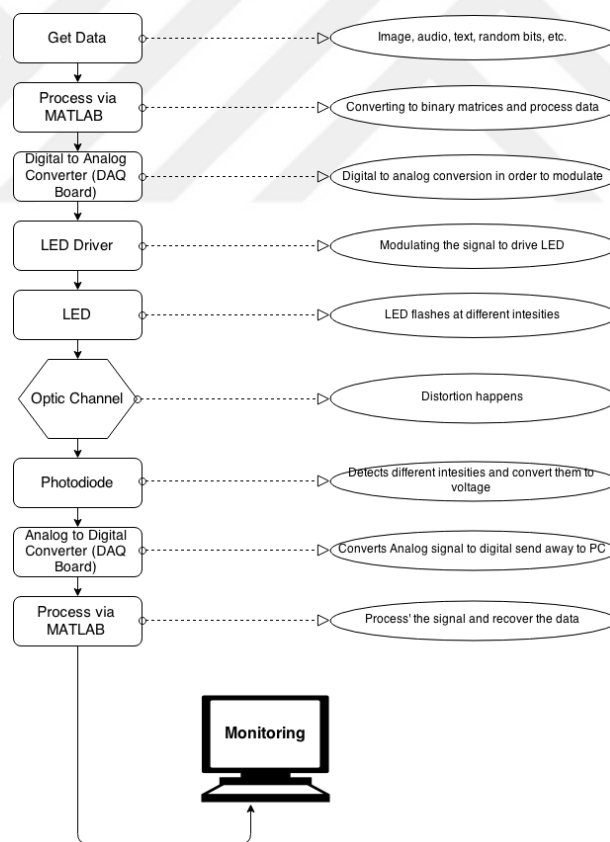 Get Data
Image, audio, text, random bits, etc.
Process via
MATLAB
Converting to binary matrices and process data
Digital to Analog
Converter (DAQ
Board)
Digital to analog conversion in order to modulate
LED Driver
Modulating the signal to drive LED
LED
LED flashes at different intesities
Optic Channel
Distortion happens
Photodiode
Detects different intesities and convert them to
voltage
Analog to Digital
Converter (DAQ
Board)
Converts Analog signal to digital send away to PC
Process via
MATLAB
Process' the signal and recover the data
Monitoring